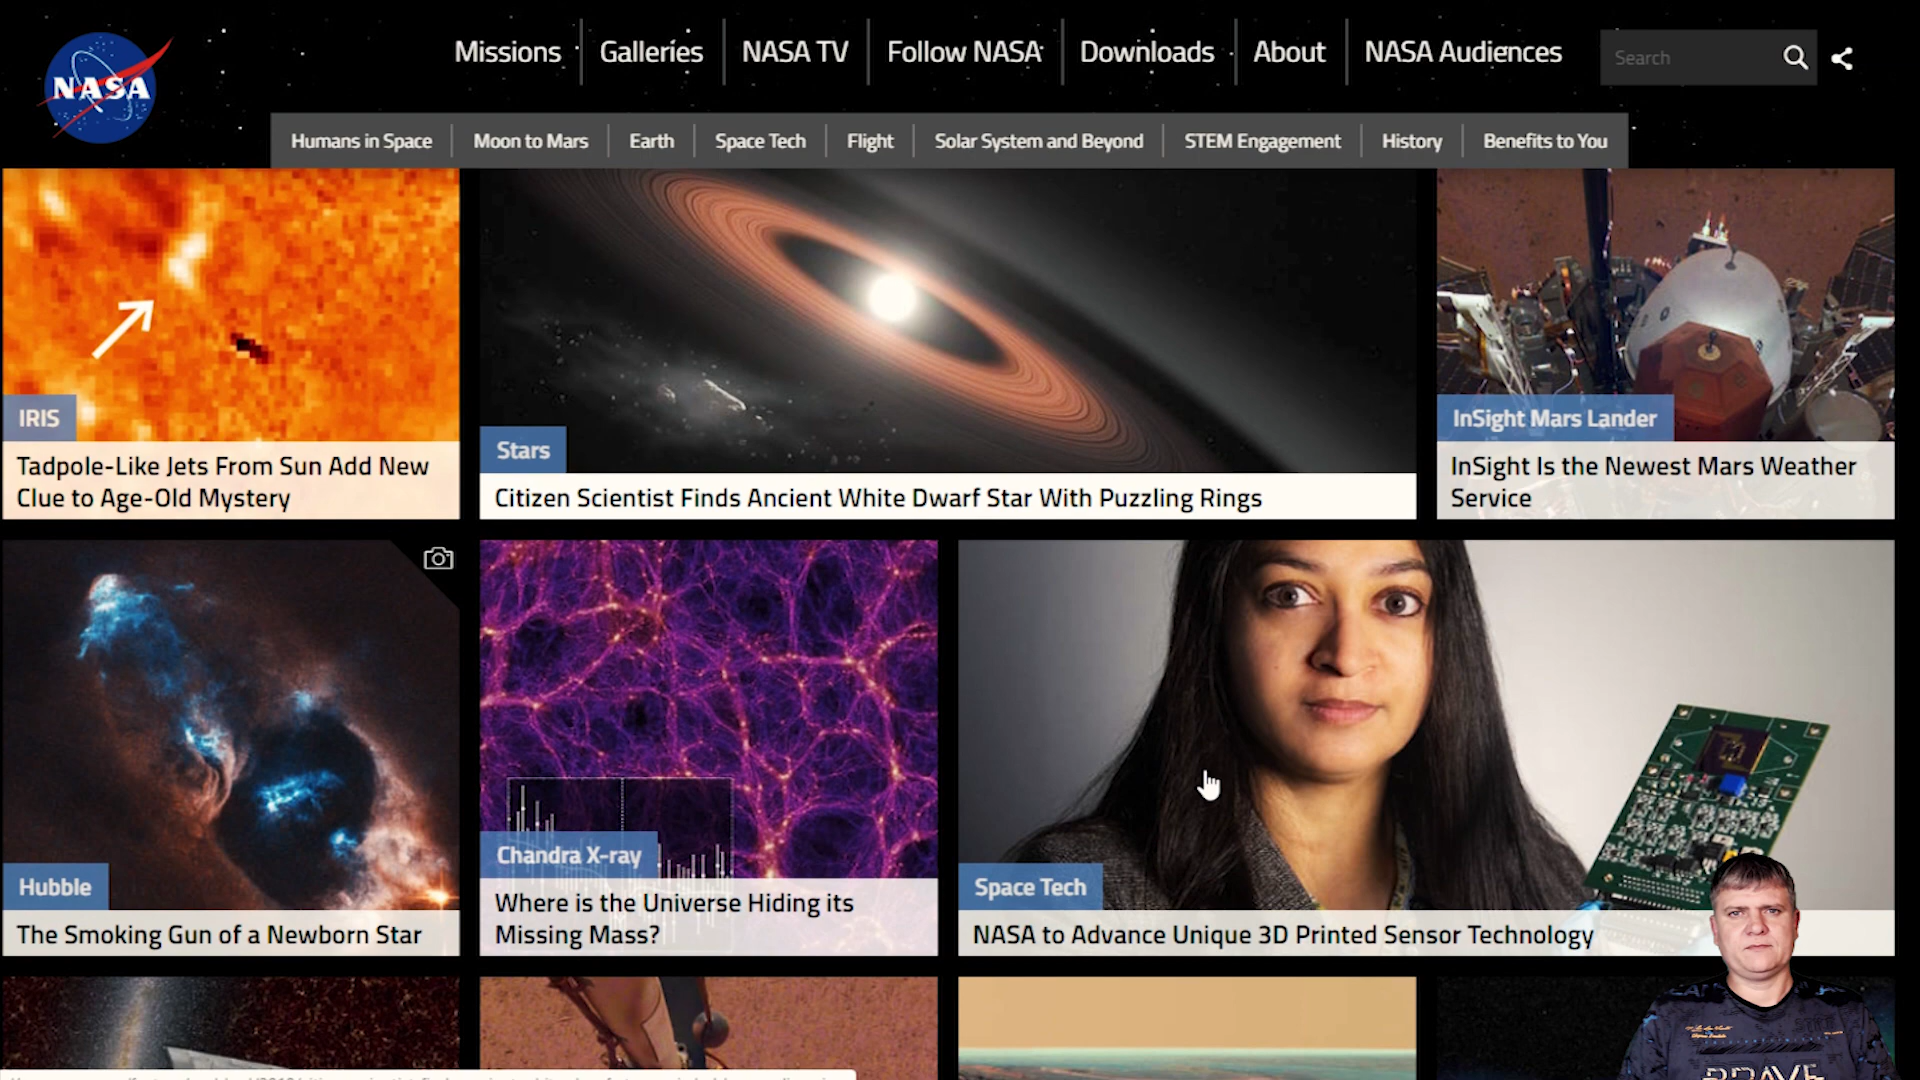 NASA
Missions
Galleries
NASA TV
Follow NASA
Downloads
About
NASA Audiences
Search
Humans in Space
Moon to Mars
Earth
Space Tech
Flight
Solar System and Beyond
STEM Engagement
History
Benefits to You
IRIS
Tadpole-Like Jets From Sun Add New
Clue to Age-Old Mystery
Stars
Citizen Scientist Finds Ancient White Dwarf Star With Puzzling Rings
InSight Mars Lander
InSight Is the Newest Mars Weather
Service
Hubble
The Smoking Gun of a Newborn Star
Chandra X-ray
Where is the Universe Hiding its
Missing Mass?
Space Tech
NASA to Advance Unique 3D Printed Sensor Technology
BRAVE